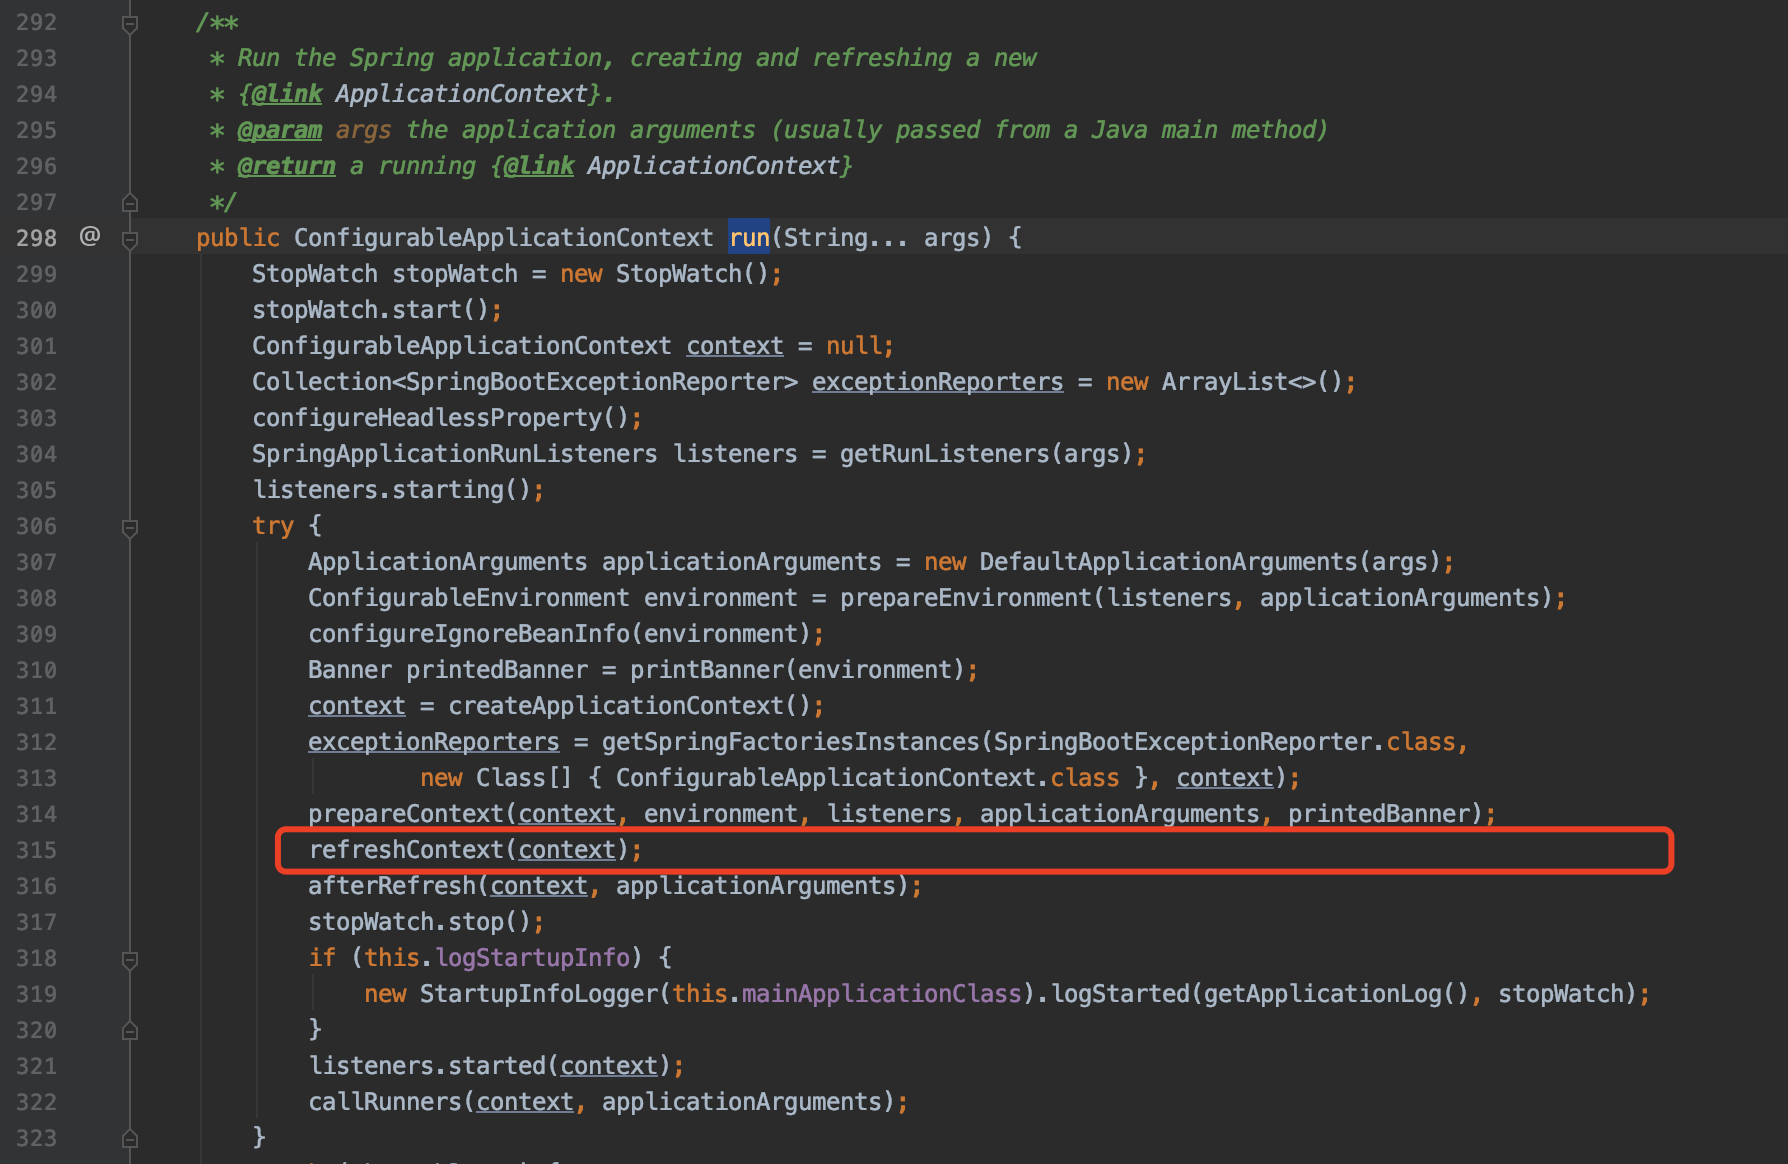 292 /**
293 * Run the Spring application, creating and refreshing a new
294 * {@link ApplicationContext}.
295 * @param args the application arguments (usually passed from a Java main method)
296 * @return a running {@link ApplicationContext}
297 */
298 @ public ConfigurableApplicationContext run(String... args) {
299 StopWatch stopWatch = new StopWatch();
300 stopWatch.start();
301 ConfigurableApplicationContext context = null;
302 Collection<SpringBootExceptionReporter> exceptionReporters = new ArrayList<>();
303 configureHeadlessProperty();
304 SpringApplicationRunListeners listeners = getRunListeners(args);
305 listeners.starting();
306 try {
307 ApplicationArguments applicationArguments = new DefaultApplicationArguments(args);
308 ConfigurableEnvironment environment = prepareEnvironment(listeners, applicationArguments);
309 configureIgnoreBeanInfo(environment);
310 Banner printedBanner = printBanner(environment);
311 context = createApplicationContext();
312 exceptionReporters = getSpringFactoriesInstances(SpringBootExceptionReporter.class,
313 new Class[] { ConfigurableApplicationContext.class }, context);
314 prepareContext(context, environment, listeners, applicationArguments, printedBanner);
315 refreshContext(context);
316 afterRefresh(context, applicationArguments);
317 stopWatch.stop();
318 if (this.logStartupInfo) {
319 new StartupInfoLogger(this.mainApplicationClass).logStarted(getApplicationLog(), stopWatch);
320 }
321 listeners.started(context);
322 callRunners(context, applicationArguments);
323 }